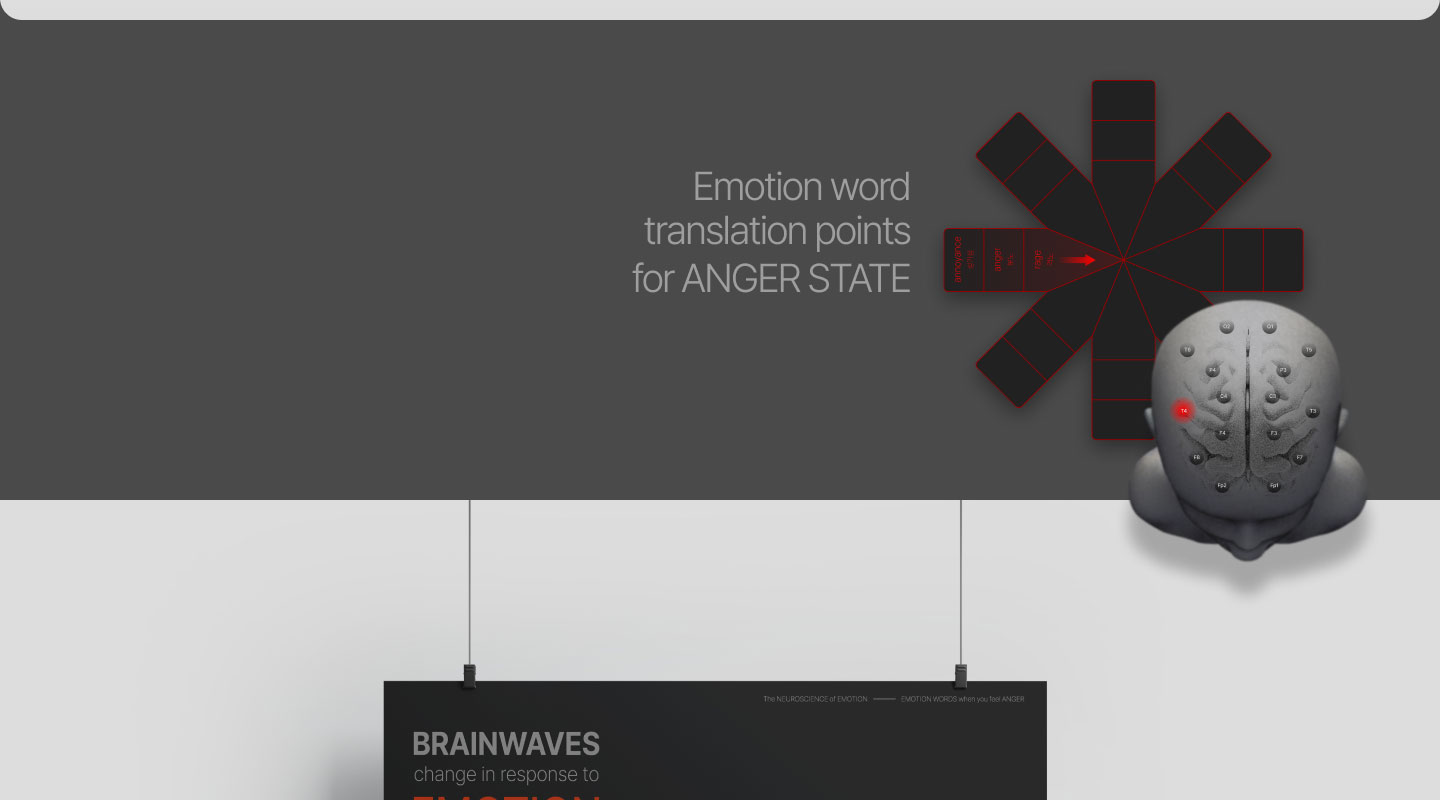 Emotion word
translation points
for ANGER STATE
annoyance
anger
rage
O2
O1
T6
T5
P4
C4
C3
T4
T3
F4
F3
F8
F7
Fp2
Fp1
The NEUROSCIENCE of EMOTION
EMOTION WORDS when you feel ANGER
BRAINWAVES
change in response to
EMOTION